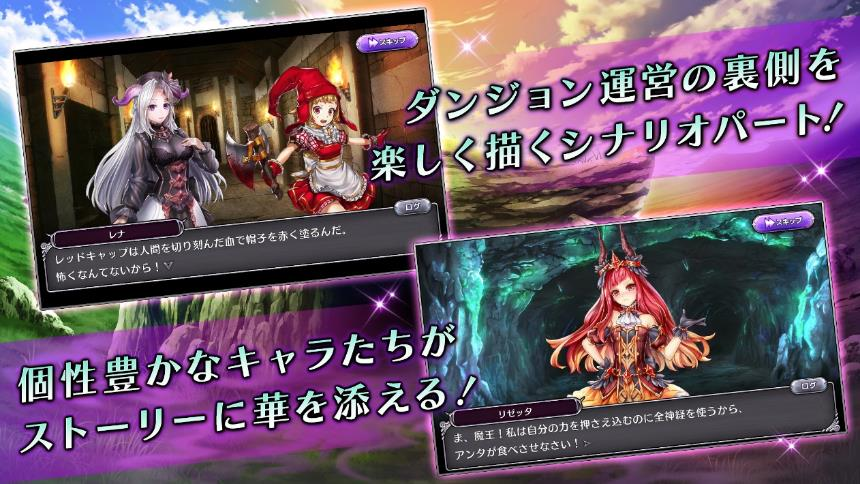 スキップ
ダンジョン運営の裏側を
楽しく描くシナリオパート!
ログ
レナ
レッドキャップは人間を切り刻んだ血で帽子を赤く塗るんだ。
怖くなんてないから！
スキップ
個性豊かなキャラたちが
ストーリーに華を添える!
ログ
リゼッタ
ま、魔王！私は自分の力を押さえ込むのに全神経を使うから、
アンタが食べさせなさい！